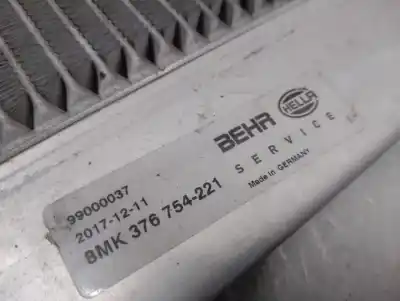 99000037
2017-12-11
8MK 376 754-221
BEHR
HELLA
SERVICE
Made in GERMANY